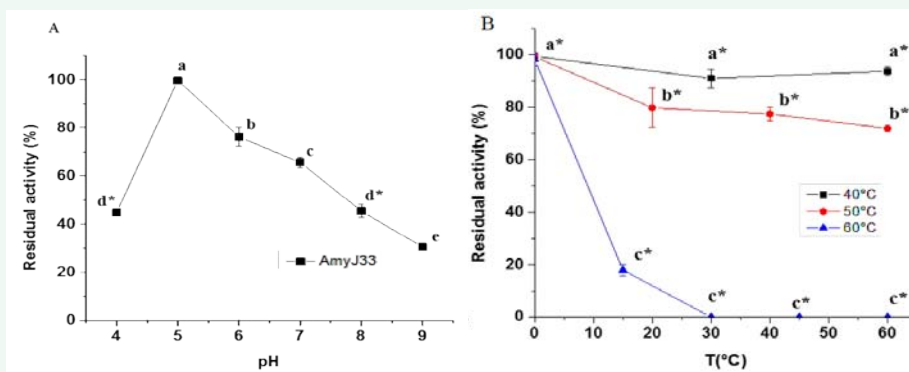 A
Residual activity (%)
100
80
60
40
20
0
a
b
c
d*
d*
e
AmyJ33
4 5 6 7 8 9
pH
B
Residual activity (%)
100
80
60
40
20
0
a*
a*
a*
b*
b*
b*
c*
c*
c*
c*
40°C
50°C
60°C
0 10 20 30 40 50 60
T(°C)